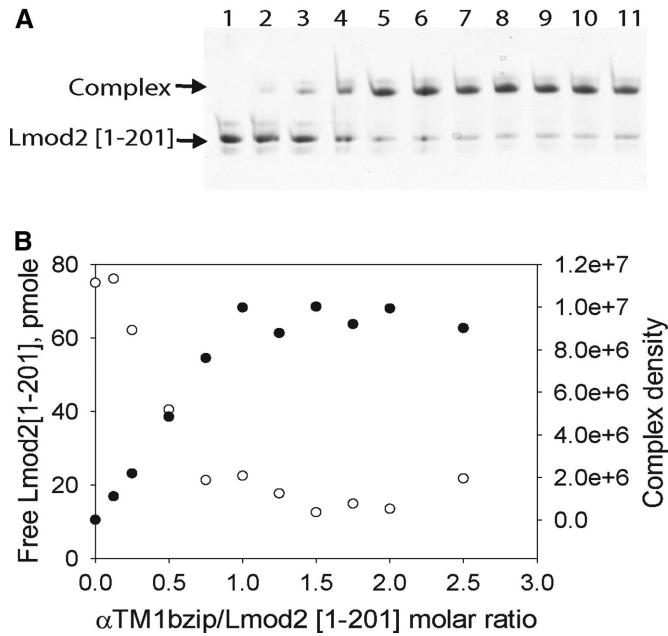 A
1 2 3 4 5 6 7 8 9 10 11
Complex
Lmod2 [1-201]
B
Free Lmod2[1-201], pmole
80
60
40
20
0
1.2e+7
1.0e+7
8.0e+6
6.0e+6
4.0e+6
2.0e+6
0.0
Complex density
0.0 0.5 1.0 1.5 2.0 2.5 3.0
αTM1bzip/Lmod2 [1-201] molar ratio